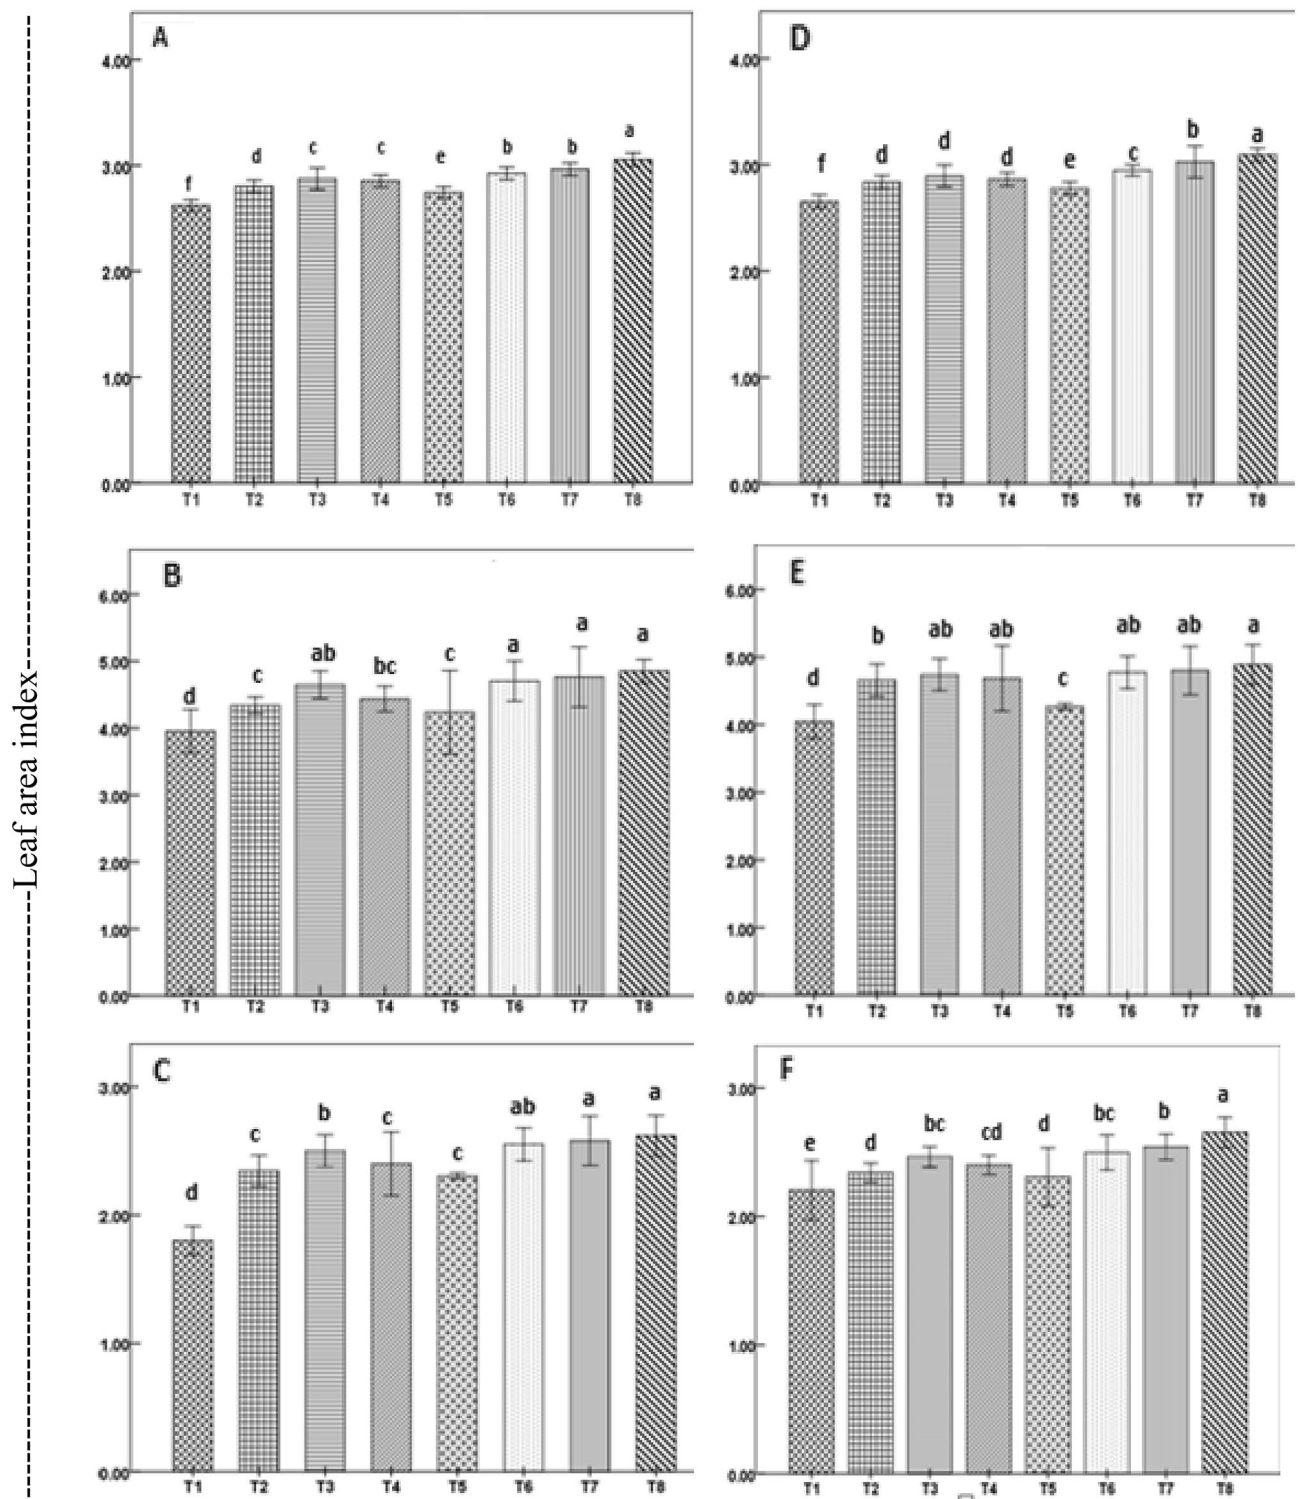 Leaf area index
A
4.00
3.00
2.00
1.00
0.00
f d c c e b b a
T1 T2 T3 T4 T5 T6 T7 T8
D
4.00
3.00
2.00
1.00
0.00
f d d d e c b a
T1 T2 T3 T4 T5 T6 T7 T8
B
6.00
5.00
4.00
3.00
2.00
1.00
0.00
d c ab bc c a a a
T1 T2 T3 T4 T5 T6 T7 T8
E
6.00
5.00
4.00
3.00
2.00
1.00
0.00
d b ab ab c ab ab a
T1 T2 T3 T4 T5 T6 T7 T8
C
3.00
2.00
1.00
0.00
d c b c c ab a a
T1 T2 T3 T4 T5 T6 T7 T8
F
3.00
2.00
1.00
0.00
e d bc cd d bc b a
T1 T2 T3 T4 T5 T6 T7 T8